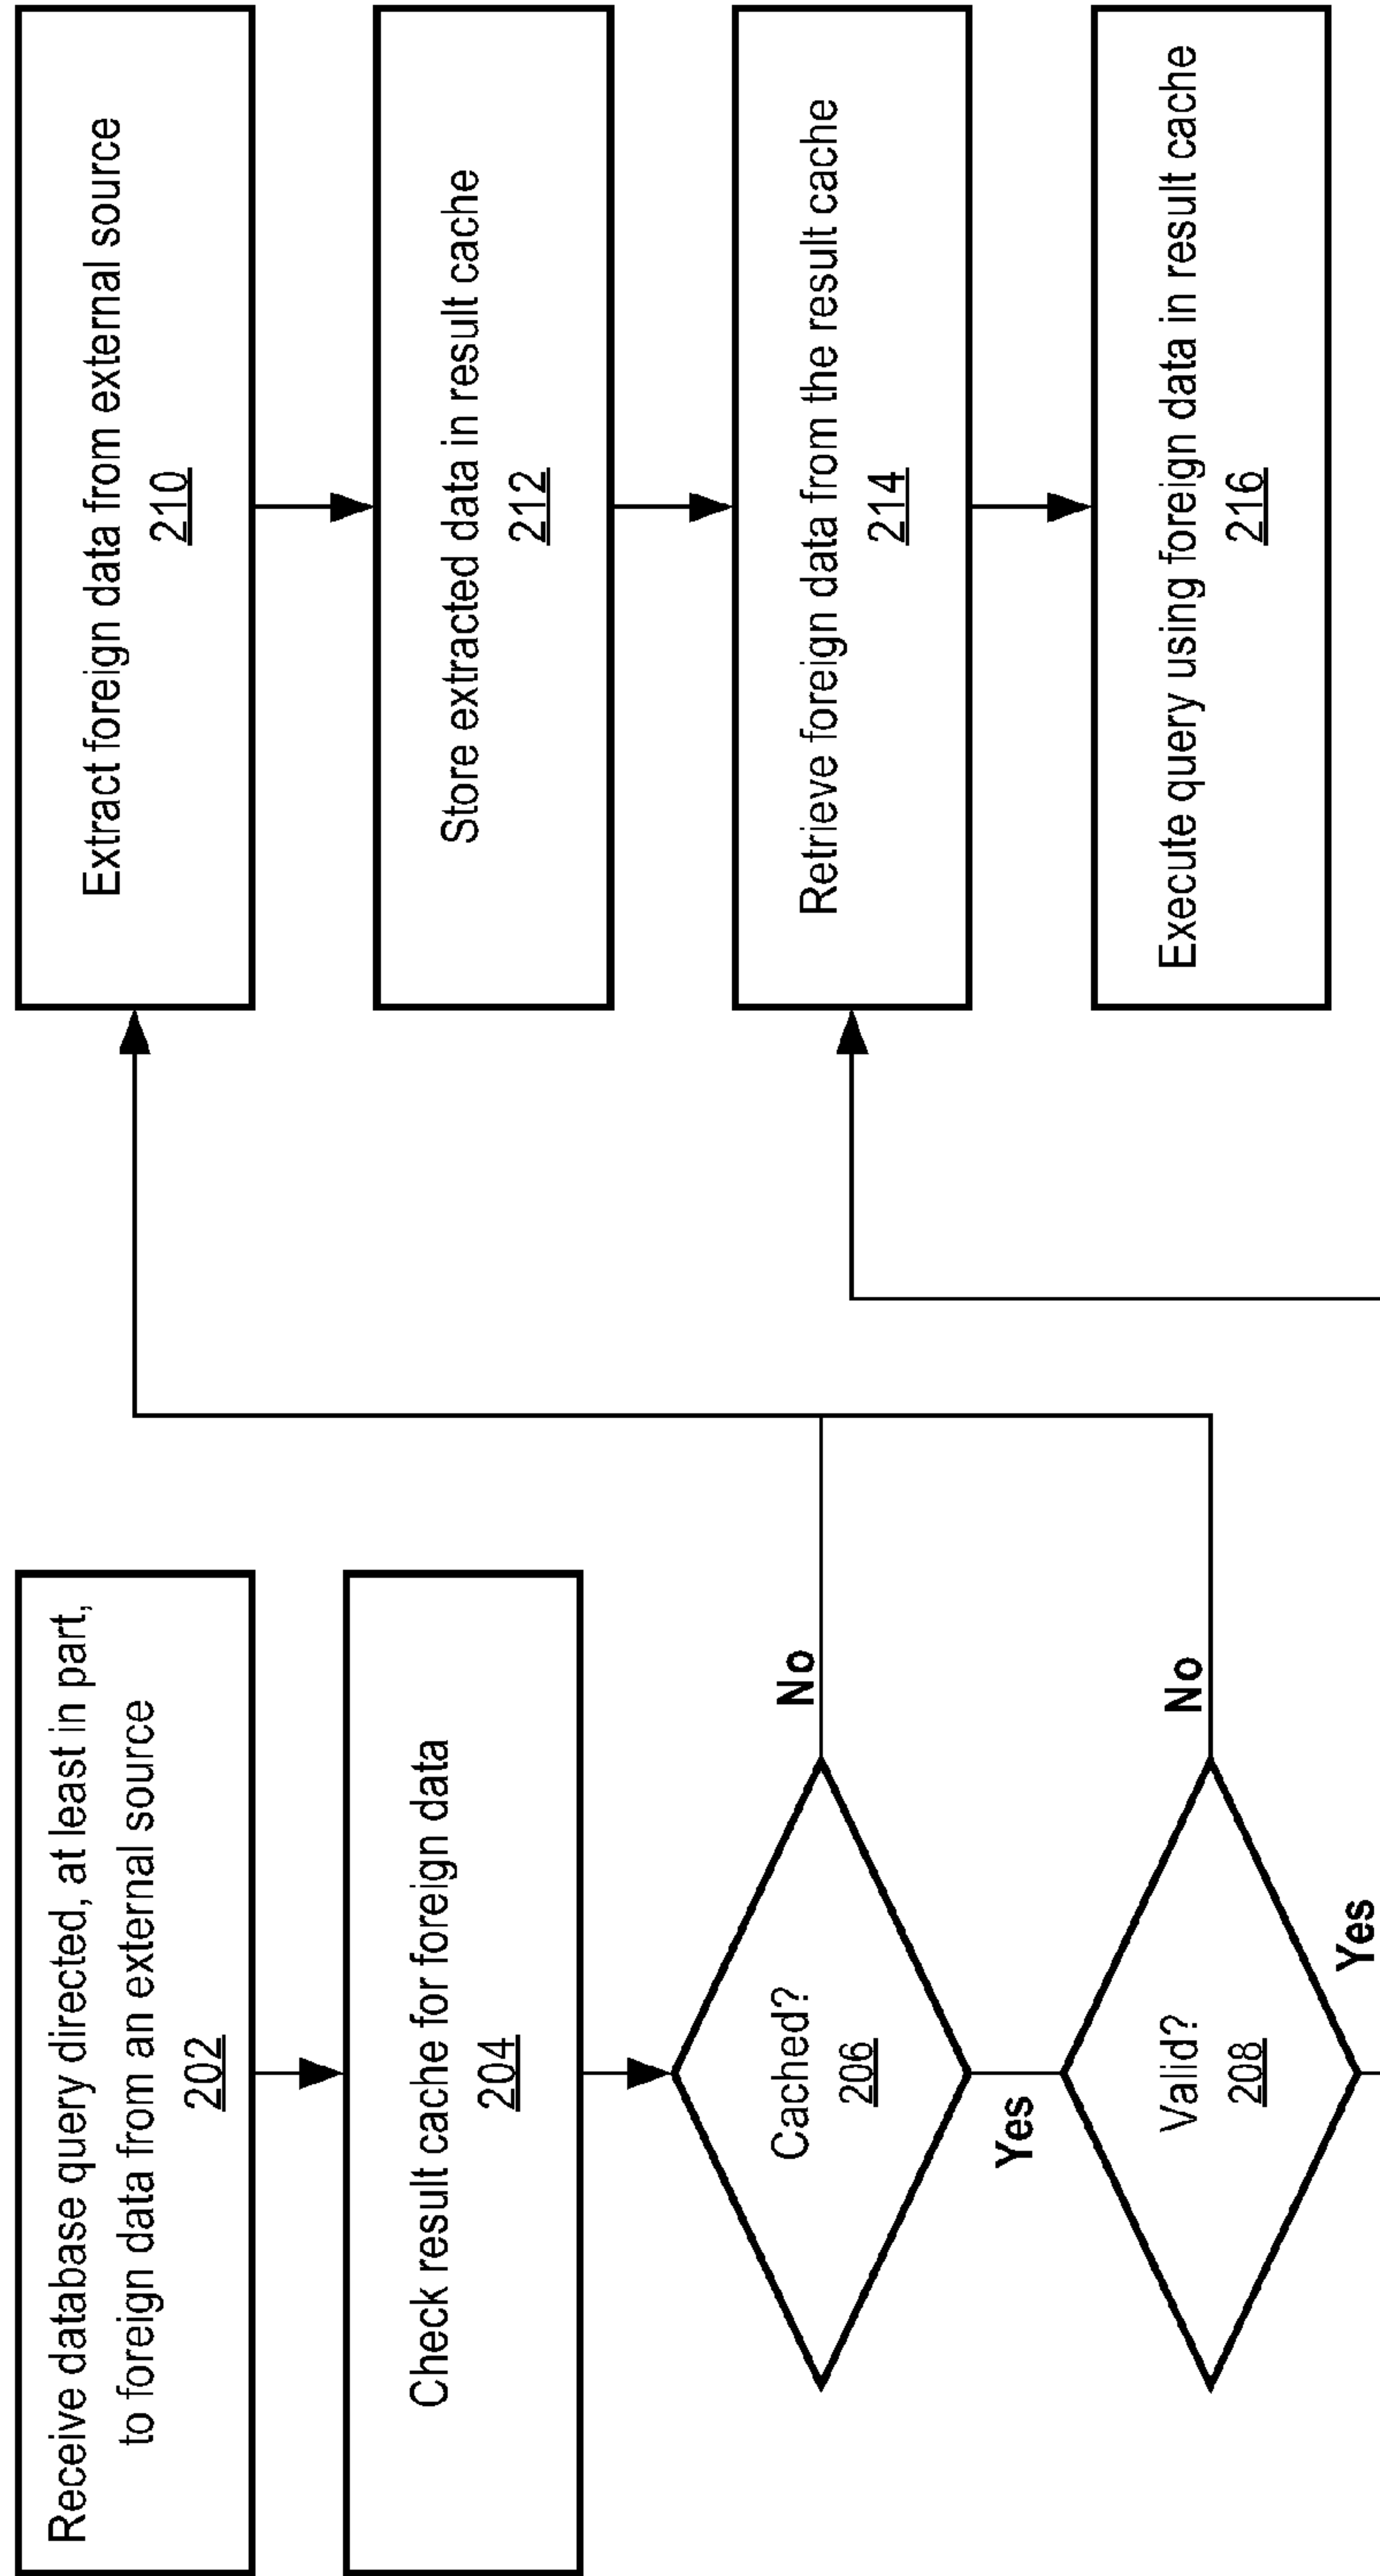 Receive database query directed, at least in part,
to foreign data from an external source
202
Check result cache for foreign data
204
Cached?
206
No
Yes
Valid?
208
No
Yes
Extract foreign data from external source
210
Store extracted data in result cache
212
Retrieve foreign data from the result cache
214
Execute query using foreign data in result cache
216